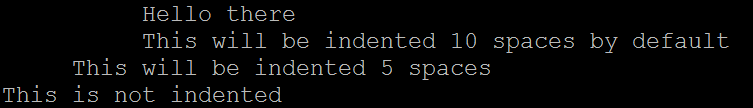 Hello there
          This will be indented 10 spaces by default
     This will be indented 5 spaces
This is not indented